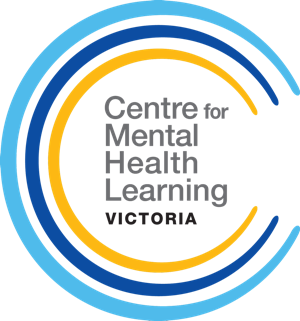 Centre for
Mental
Health
Learning
VICTORIA